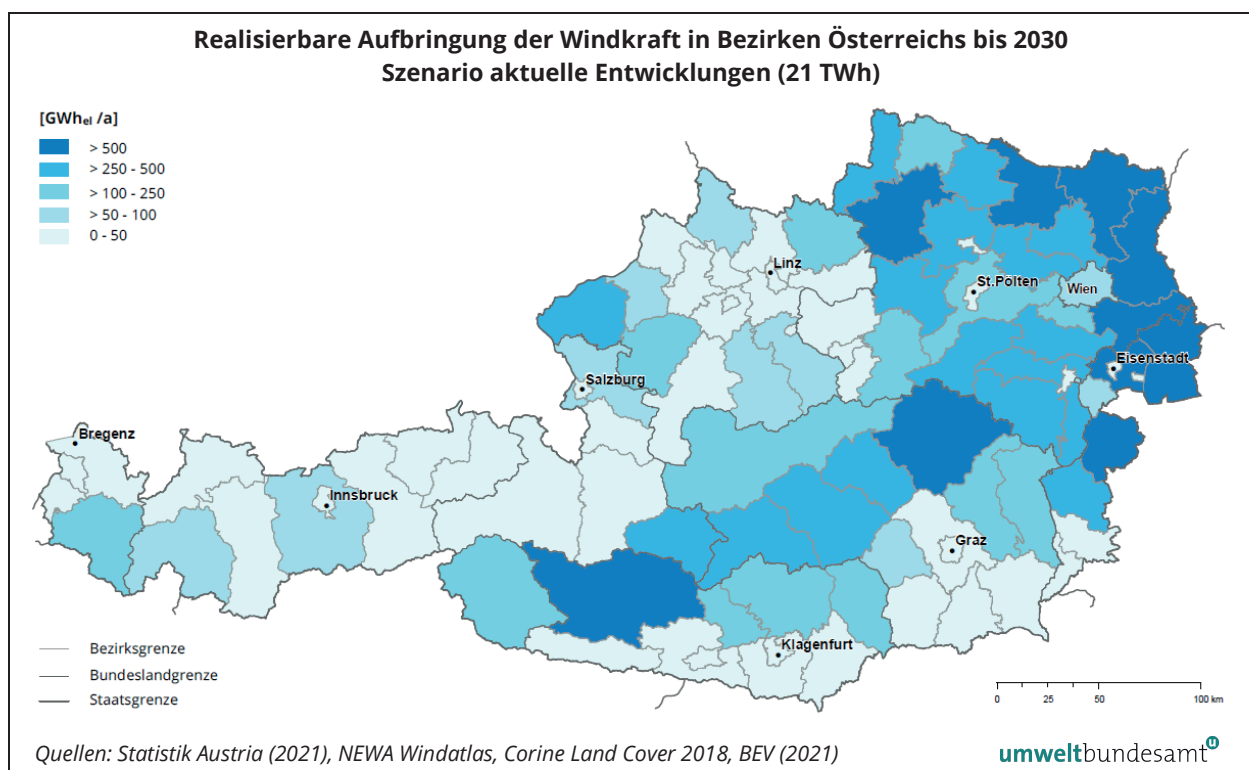 Realisierbare Aufbringung der Windkraft in Bezirken Österreichs bis 2030
Szenario aktuelle Entwicklungen (21 TWh)
[GWhel /a]
> 500
> 250 - 500
> 100 - 250
> 50 - 100
0 - 50
Linz
St.Pölten
Wien
Eisenstadt
Salzburg
Bregenz
Innsbruck
Graz
Klagenfurt
Bezirksgrenze
Bundeslandgrenze
Staatsgrenze
0 25 50 100 km
Quellen: Statistik Austria (2021), NEWA Windatlas, Corine Land Cover 2018, BEV (2021)
umweltbundesamt u